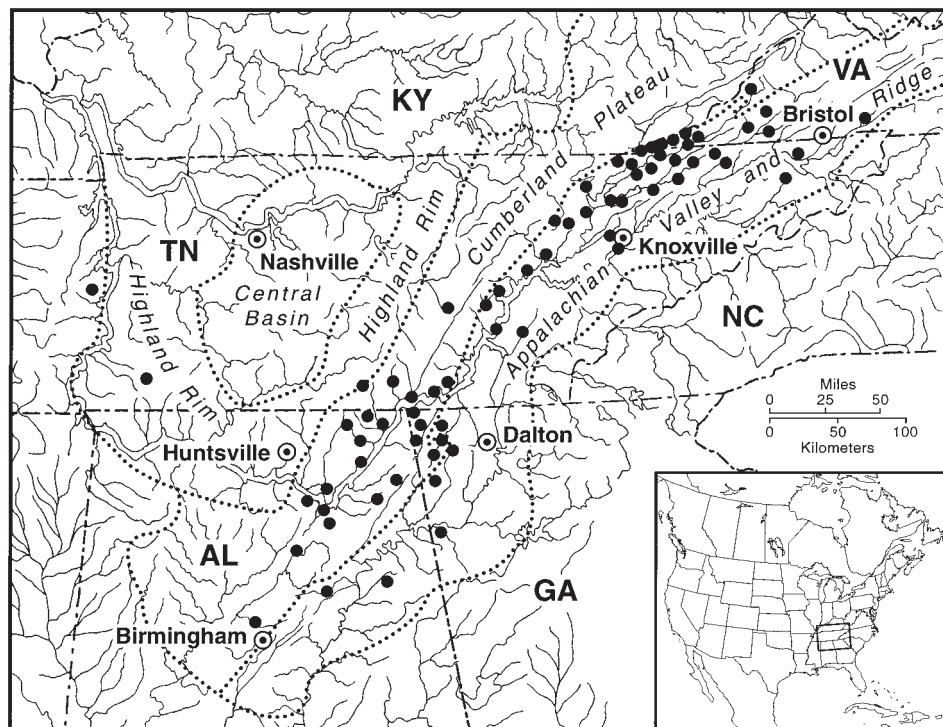 KY
VA
Bristol
Ridge
Cumberland Plateau
Appalachian Valley and
TN
Nashville
Highland Rim
Knoxville
Central
Basin
Highland Rim
NC
Miles
0 25 50
0 100
Kilometers
Huntsville
Dalton
AL
GA
Birmingham